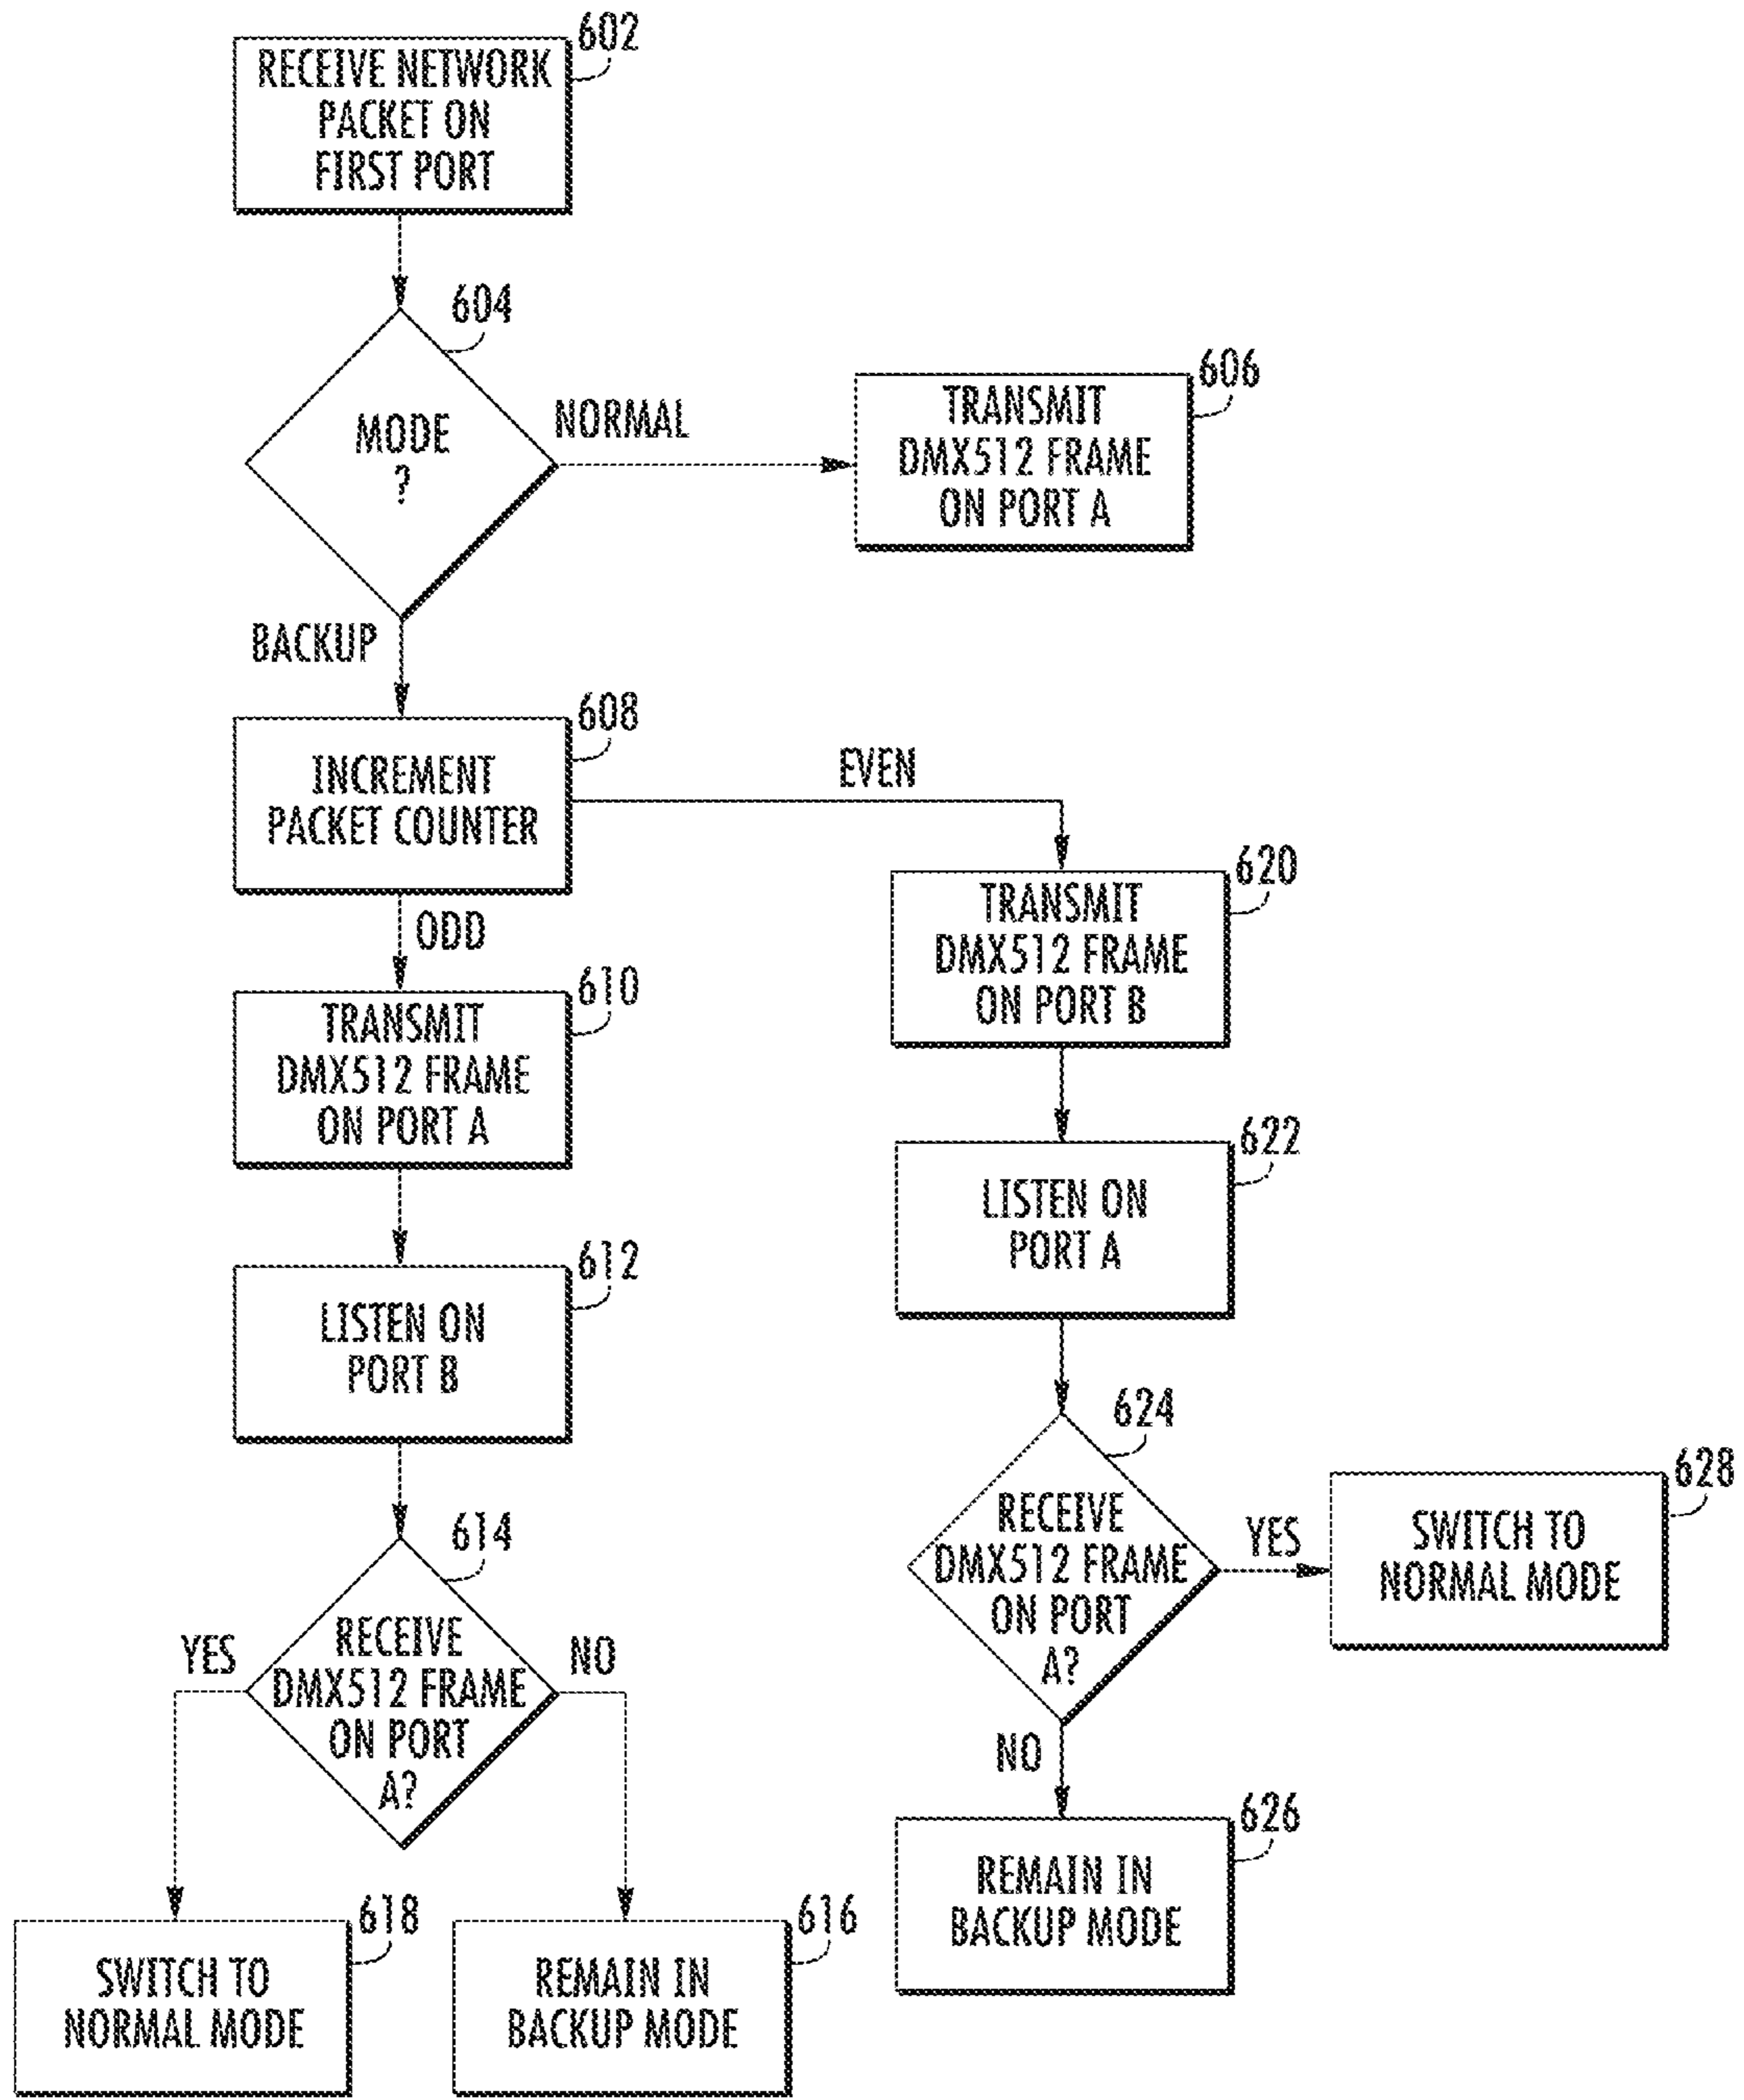 602
RECEIVE NETWORK
PACKET ON
FIRST PORT
604
MODE
?
NORMAL
606
TRANSMIT
DMX512 FRAME
ON PORT A
BACKUP
608
INCREMENT
PACKET COUNTER
EVEN
ODD
610
TRANSMIT
DMX512 FRAME
ON PORT A
612
LISTEN ON
PORT B
614
RECEIVE
DMX512 FRAME
ON PORT
A?
YES
NO
618
SWITCH TO
NORMAL MODE
616
REMAIN IN
BACKUP MODE
620
TRANSMIT
DMX512 FRAME
ON PORT B
622
LISTEN ON
PORT A
624
RECEIVE
DMX512 FRAME
ON PORT
A?
YES
628
SWITCH TO
NORMAL MODE
NO
626
REMAIN IN
BACKUP MODE